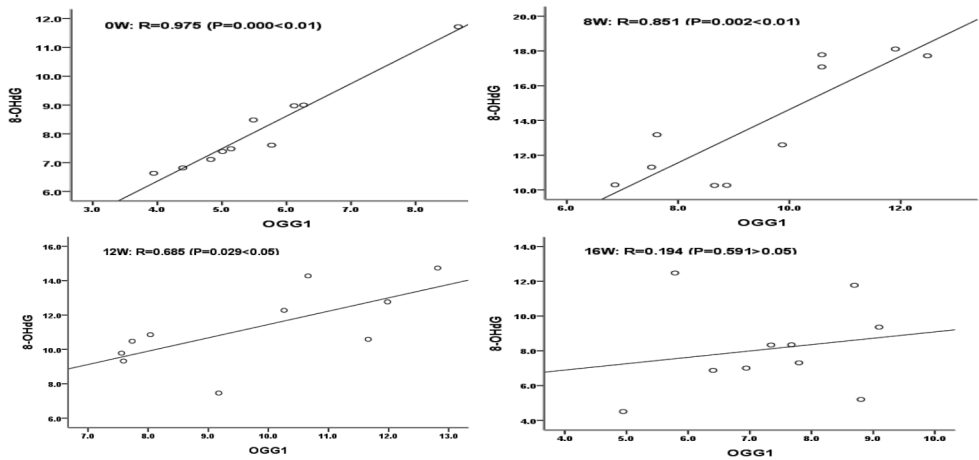 0W: R=0.975 (P=0.000<0.01)
12.0
11.0
10.0
9.0
8.0
7.0
6.0
8-OHdG
3.0 4.0 5.0 6.0 7.0 8.0
OGG1
8W: R=0.851 (P=0.002<0.01)
20.0
18.0
16.0
14.0
12.0
10.0
8-OHdG
6.0 8.0 10.0 12.0
OGG1
12W: R=0.685 (P=0.029<0.05)
16.0
14.0
12.0
10.0
8.0
6.0
8-OHdG
7.0 8.0 9.0 10.0 11.0 12.0 13.0
OGG1
16W: R=0.194 (P=0.591>0.05)
14.0
12.0
10.0
8.0
6.0
4.0
8-OHdG
4.0 5.0 6.0 7.0 8.0 9.0 10.0
OGG1